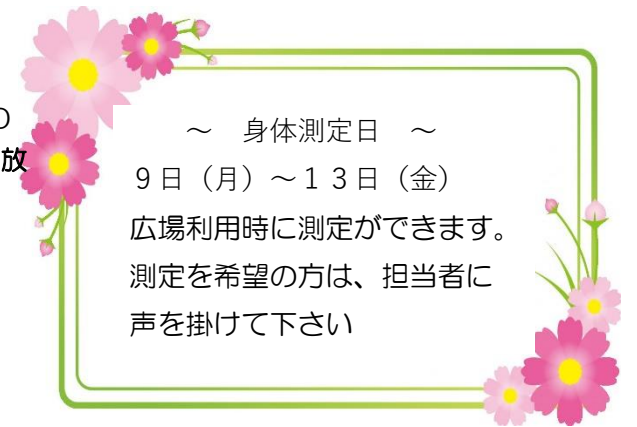 ～　身体測定日　～
９日（月）～１３日（金）
広場利用時に測定ができます。
測定を希望の方は、担当者に
声を掛けて下さい
放